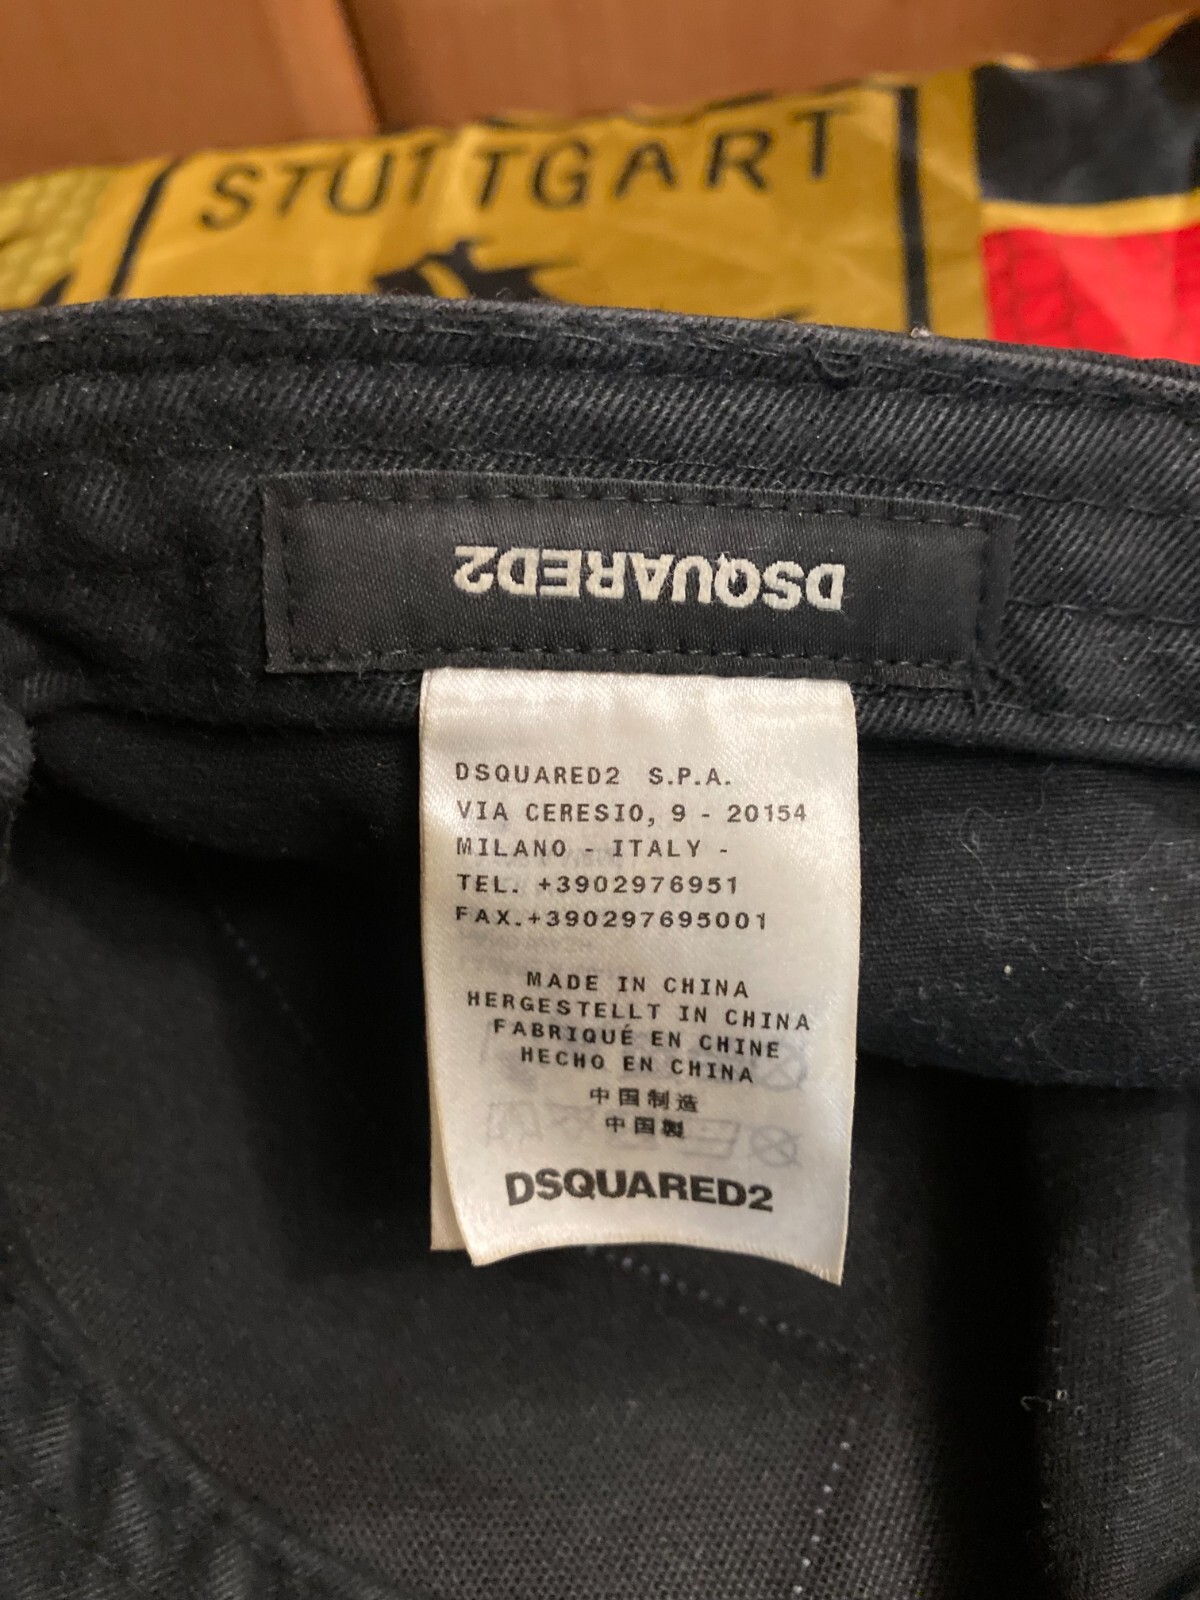 STUTTGART
DSQUARED2
DSQUARED2 S.P.A.
VIA CERESIO, 9 - 20154
MILANO - ITALY -
TEL. +3902976951
FAX.+390297695001
MADE IN CHINA
HERGESTELLT IN CHINA
FABRIQUÉ EN CHINE
HECHO EN CHINA
中国制造
中国製
DSQUARED2